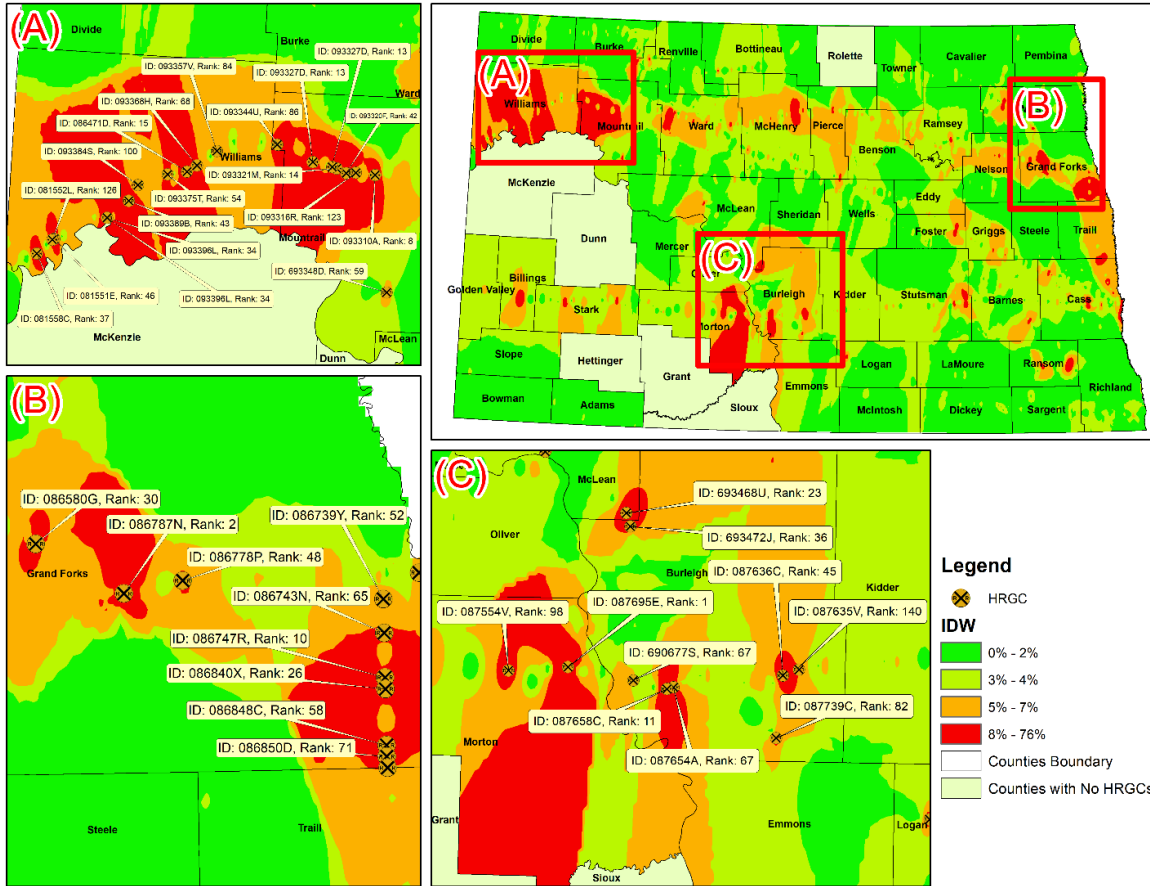 (A)
Divide
Burke
ID: 093327D, Rank: 13
ID: 093357V, Rank: 84
ID: 093327D, Rank: 13
Ward
ID: 093368H, Rank: 68
ID: 093344U, Rank: 86
ID: 093320F, Rank: 42
ID: 086471D, Rank: 15
ID: 093384S, Rank: 100
Williams
ID: 093321M, Rank: 14
ID: 081552L, Rank: 126
ID: 093375T, Rank: 54
ID: 093316R, Rank: 123
ID: 093389B, Rank: 43
Mountrail
ID: 093310A, Rank: 8
ID: 093396L, Rank: 34
ID: 693348D, Rank: 59
ID: 081551E, Rank: 46
ID: 093396L, Rank: 34
ID: 081558C, Rank: 37
McKenzie
Dunn
McLean
Divide
Burke
Renville
Bottineau
Rolette
Towner
Cavalier
Pembina
(A)
Williams
Mountrail
Ward
McHenry
Pierce
Ramsey
(B)
Benson
Nelson
Grand Forks
McKenzie
McLean
Sheridan
Wells
Eddy
Dunn
Mercer
Foster
Griggs
Steele
Traill
(C)
Billings
Golden Valley
Burleigh
Kidder
Stutsman
Barnes
Cass
Stark
Morton
Slope
Hettinger
Grant
Logan
LaMoure
Ransom
Emmons
Richland
Bowman
Adams
Sioux
McIntosh
Dickey
Sargent
(B)
ID: 086580G, Rank: 30
ID: 086739Y, Rank: 52
ID: 086787N, Rank: 2
ID: 086778P, Rank: 48
Grand Forks
ID: 086743N, Rank: 65
ID: 086747R, Rank: 10
ID: 086840X, Rank: 26
ID: 086848C, Rank: 58
ID: 086850D, Rank: 71
Steele
Traill
(C)
McLean
ID: 693468U, Rank: 23
ID: 693472J, Rank: 36
Oliver
Burleigh
ID: 087636C, Rank: 45
Kidder
ID: 087554V, Rank: 98
ID: 087695E, Rank: 1
ID: 087635V, Rank: 140
ID: 690677S, Rank: 67
ID: 087658C, Rank: 11
ID: 087739C, Rank: 82
Morton
ID: 087654A, Rank: 67
Grant
Emmons
Logan
Sioux
Legend
HRGC
IDW
0% - 2%
3% - 4%
5% - 7%
8% - 76%
Counties Boundary
Counties with No HRGCs